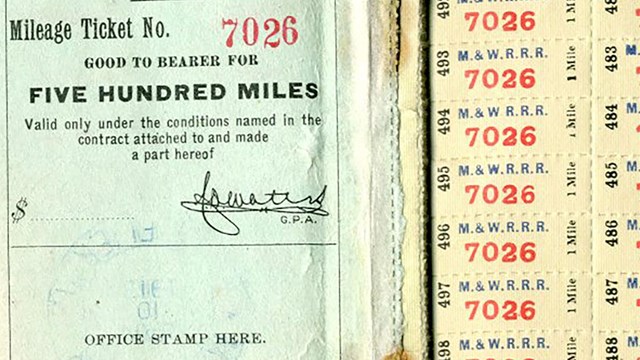 Mileage Ticket No. 7026
GOOD TO BEARER FOR
FIVE HUNDRED MILES
Valid only under the conditions named in the
contract attached to and made
a part hereof
$
G.P.A.
OFFICE STAMP HERE.
7026
1 Mile
493
M. & W. R. R. R.
7026
1 Mile
483
494
M. & W. R. R. R.
7026
1 Mile
484
495
M. & W. R. R. R.
7026
1 Mile
485
496
M. & W. R. R. R.
7026
1 Mile
486
497
M. & W. R. R. R.
7026
1 Mile
487
M. & W. R. R. R.